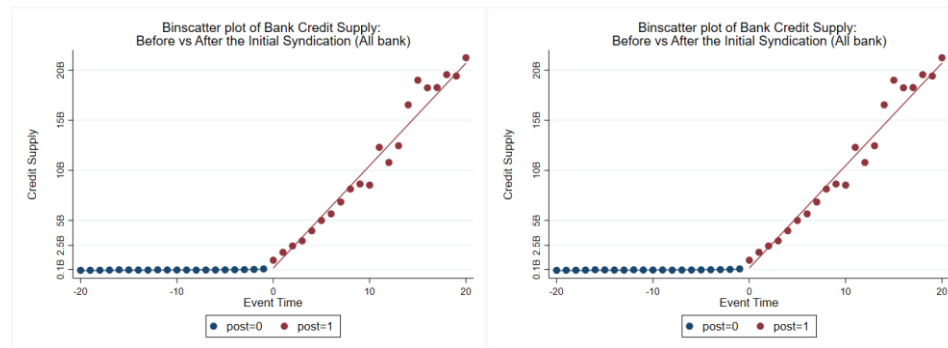 Binscatter plot of Bank Credit Supply:
Before vs After the Initial Syndication (All bank)
Credit Supply
20B
15B
10B
5B
2.5B
0.1B
-20 -10 0 10 20
Event Time
post=0 post=1
Binscatter plot of Bank Credit Supply:
Before vs After the Initial Syndication (All bank)
Credit Supply
20B
15B
10B
5B
2.5B
0.1B
-20 -10 0 10 20
Event Time
post=0 post=1